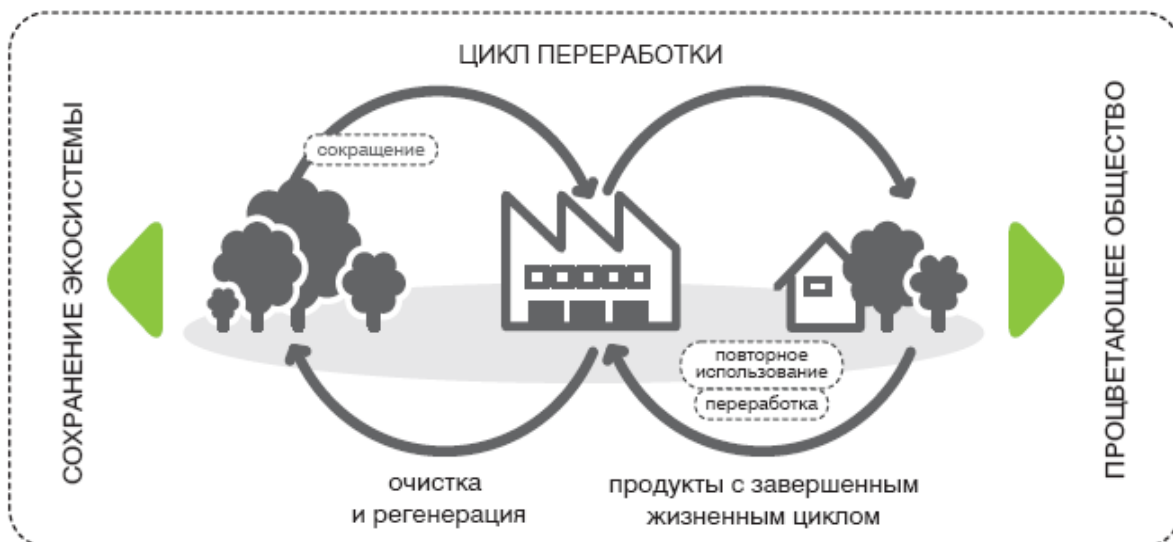 ЦИКЛ ПЕРЕРАБОТКИ
СОХРАНЕНИЕ ЭКОСИСТЕМЫ
ПРОЦВЕТАЮЩЕЕ ОБЩЕСТВО
сокращение
повторное
использование
переработка
очистка
и регенерация
продукты с завершенным
жизненным циклом